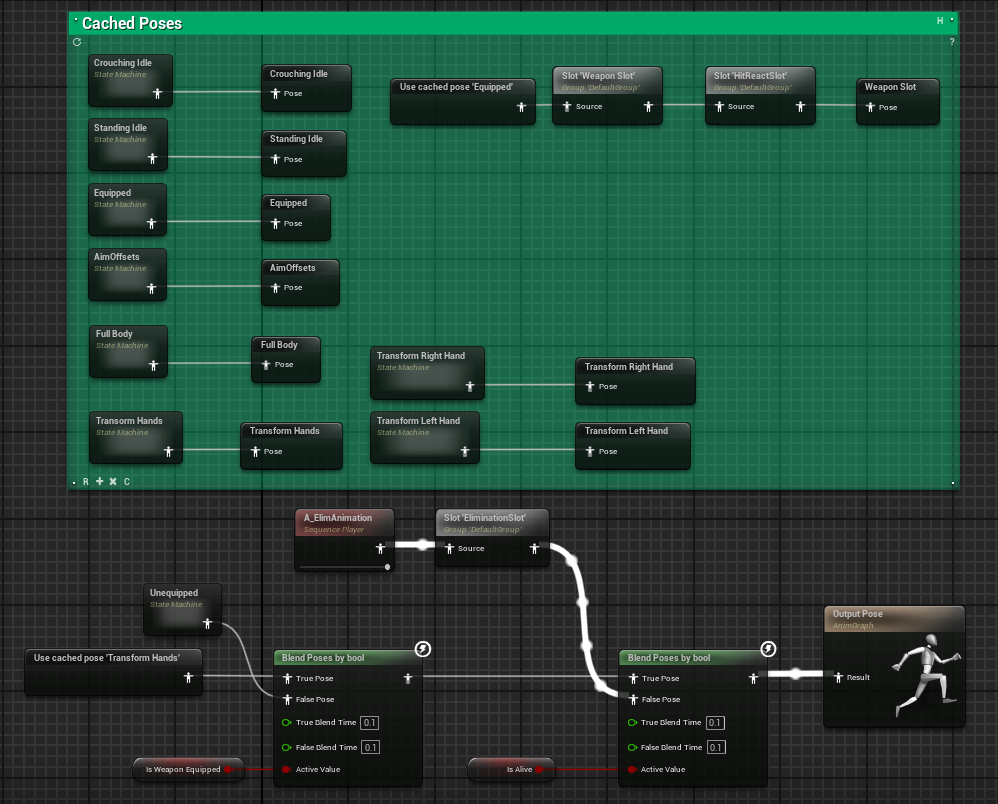 Cached Poses
H
?
Crouching Idle
State Machine
Crouching Idle
Pose
Use cached pose 'Equipped'
Slot 'Weapon Slot'
Group 'DefaultGroup'
Source
Slot 'HitReactSlot'
Group 'DefaultGroup'
Source
Weapon Slot
Pose
Standing Idle
State Machine
Standing Idle
Pose
Equipped
State Machine
Equipped
Pose
AimOffsets
State Machine
AimOffsets
Pose
Full Body
State Machine
Full Body
Pose
Transform Right Hand
State Machine
Transform Right Hand
Pose
Transorm Hands
State Machine
Transform Hands
Pose
Transform Left Hand
State Machine
Transform Left Hand
Pose
R
C
A_ElimAnimation
Sequence Player
Slot 'EliminationSlot'
Group 'DefaultGroup'
Source
Unequipped
State Machine
Use cached pose 'Transform Hands'
Blend Poses by bool
True Pose
False Pose
True Blend Time 0.1
False Blend Time 0.1
Active Value
Is Weapon Equipped
Blend Poses by bool
True Pose
False Pose
True Blend Time 0.1
False Blend Time 0.1
Active Value
Is Alive
Output Pose
AnimGraph
Result